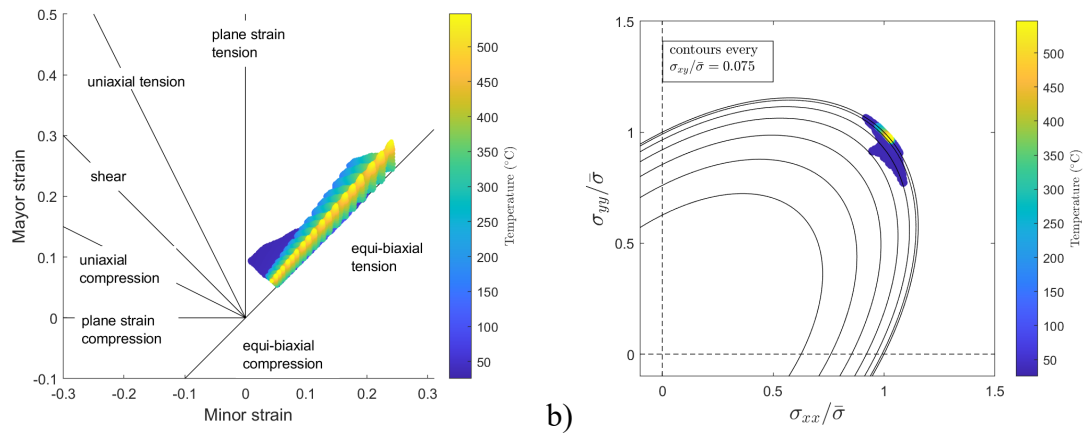 0.5
0.4
0.3
0.2
0.1
0
-0.1
-0.3
-0.2
-0.1
0
0.1
0.2
0.3
Mayor strain
Minor strain
plane strain
tension
uniaxial tension
shear
uniaxial
compression
plane strain
compression
equi-biaxial
tension
equi-biaxial
compression
500
450
400
350
300
250
200
150
100
50
Temperature (°C)
b)
1.5
1
0.5
0
0
0.5
1
1.5
σyy/σ̄
σxx/σ̄
contours every
σxy/σ̄ = 0.075
500
450
400
350
300
250
200
150
100
50
Temperature (°C)